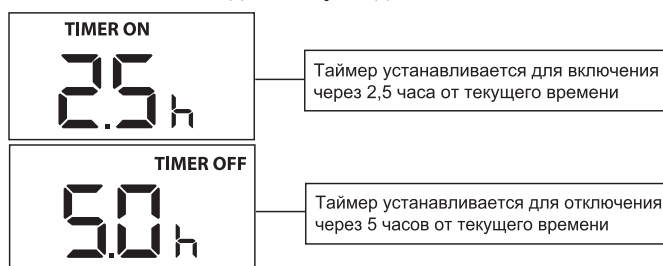 TIMER ON
2.5 h
Таймер устанавливается для включения
через 2,5 часа от текущего времени
TIMER OFF
5.0 h
Таймер устанавливается для отключения
через 5 часов от текущего времени